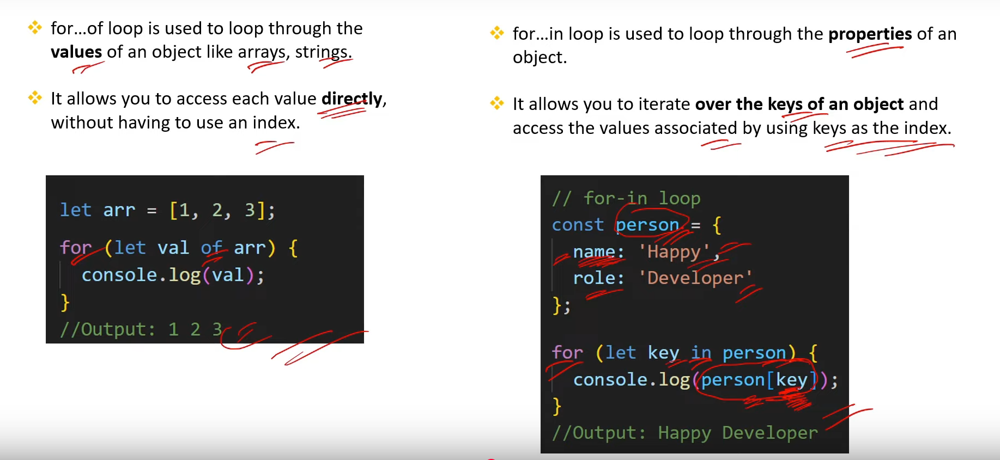 for...of loop is used to loop through the
values of an object like arrays, strings.
It allows you to access each value directly,
without having to use an index.
let arr = [1, 2, 3];
for (let val of arr) {
  console.log(val);
}
//Output: 1 2 3
for...in loop is used to loop through the properties of an
object.
It allows you to iterate over the keys of an object and
access the values associated by using keys as the index.
// for-in loop
const person = {
  name: 'Happy',
  role: 'Developer'
};
for (let key in person) {
  console.log(person[key]);
}
//Output: Happy Developer